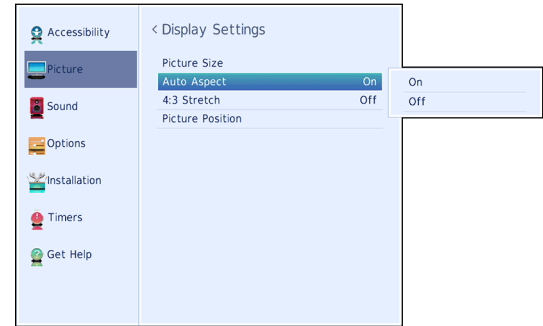 Accessibility
Picture
Sound
Options
Installation
Timers
Get Help
< Display Settings
Picture Size
Auto Aspect On
4:3 Stretch Off
Picture Position
On
Off